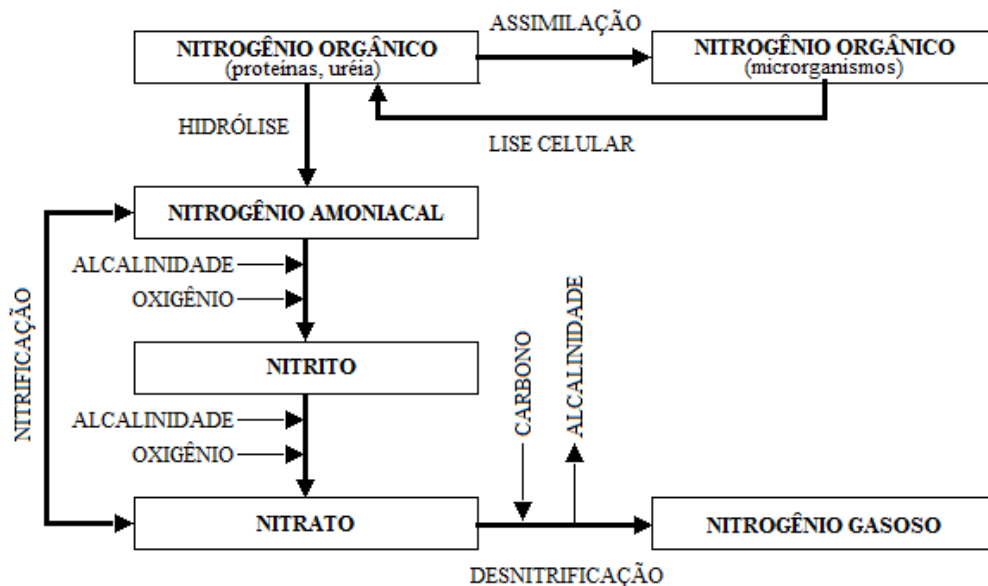 ASSIMILAÇÃO
NITROGÊNIO ORGÂNICO
(proteínas, uréia)
NITROGÊNIO ORGÂNICO
(microrganismos)
HIDRÓLISE
LISE CELULAR
NITROGÊNIO AMONIACAL
ALCALINIDADE
OXIGÊNIO
NITRIFICAÇÃO
NITRITO
CARBONO
ALCALINIDADE
ALCALINIDADE
OXIGÊNIO
NITRATO
NITROGÊNIO GASOSO
DESNITRIFICAÇÃO